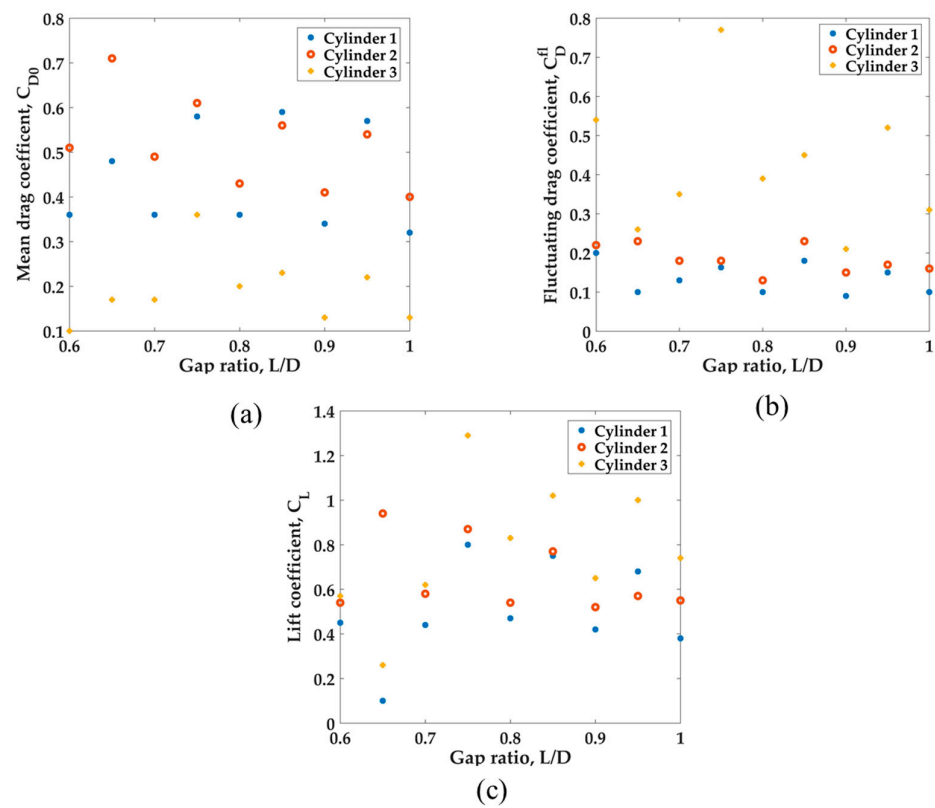 0.8
0.7
0.6
0.5
0.4
0.3
0.2
0.1
Mean drag coefficent, C_D0
Cylinder 1
Cylinder 2
Cylinder 3
0.6 0.7 0.8 0.9 1
Gap ratio, L/D
(a)
0.8
0.7
0.6
0.5
0.4
0.3
0.2
0.1
0
Fluctuating drag coefficient, C_D^fl
Cylinder 1
Cylinder 2
Cylinder 3
0.6 0.7 0.8 0.9 1
Gap ratio, L/D
(b)
1.4
1.2
1
0.8
0.6
0.4
0.2
0
Lift coefficient, C_L
Cylinder 1
Cylinder 2
Cylinder 3
0.6 0.7 0.8 0.9 1
Gap ratio, L/D
(c)